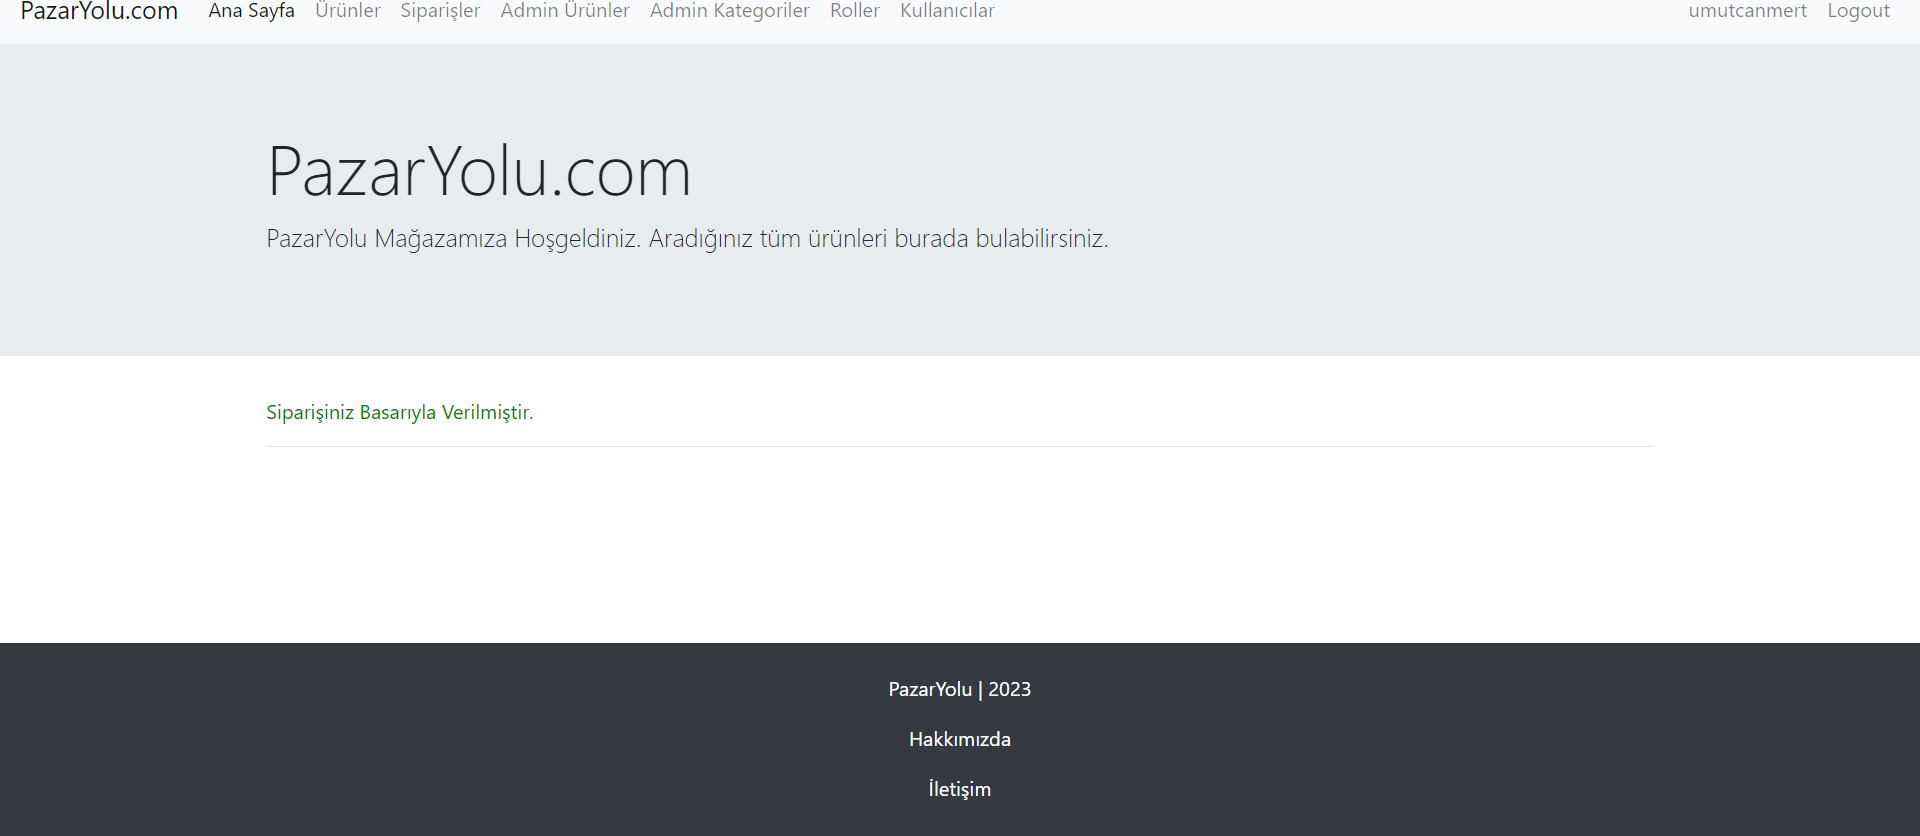 PazarYolu.com Ana Sayfa Ürünler Siparişler Admin Ürünler Admin Kategoriler Roller Kullanıcılar umutcanmert Logout
PazarYolu.com
PazarYolu Mağazamıza Hoşgeldiniz. Aradığınız tüm ürünleri burada bulabilirsiniz.
Siparişiniz Basarıyla Verilmiştir.
PazarYolu | 2023
Hakkımızda
İletişim